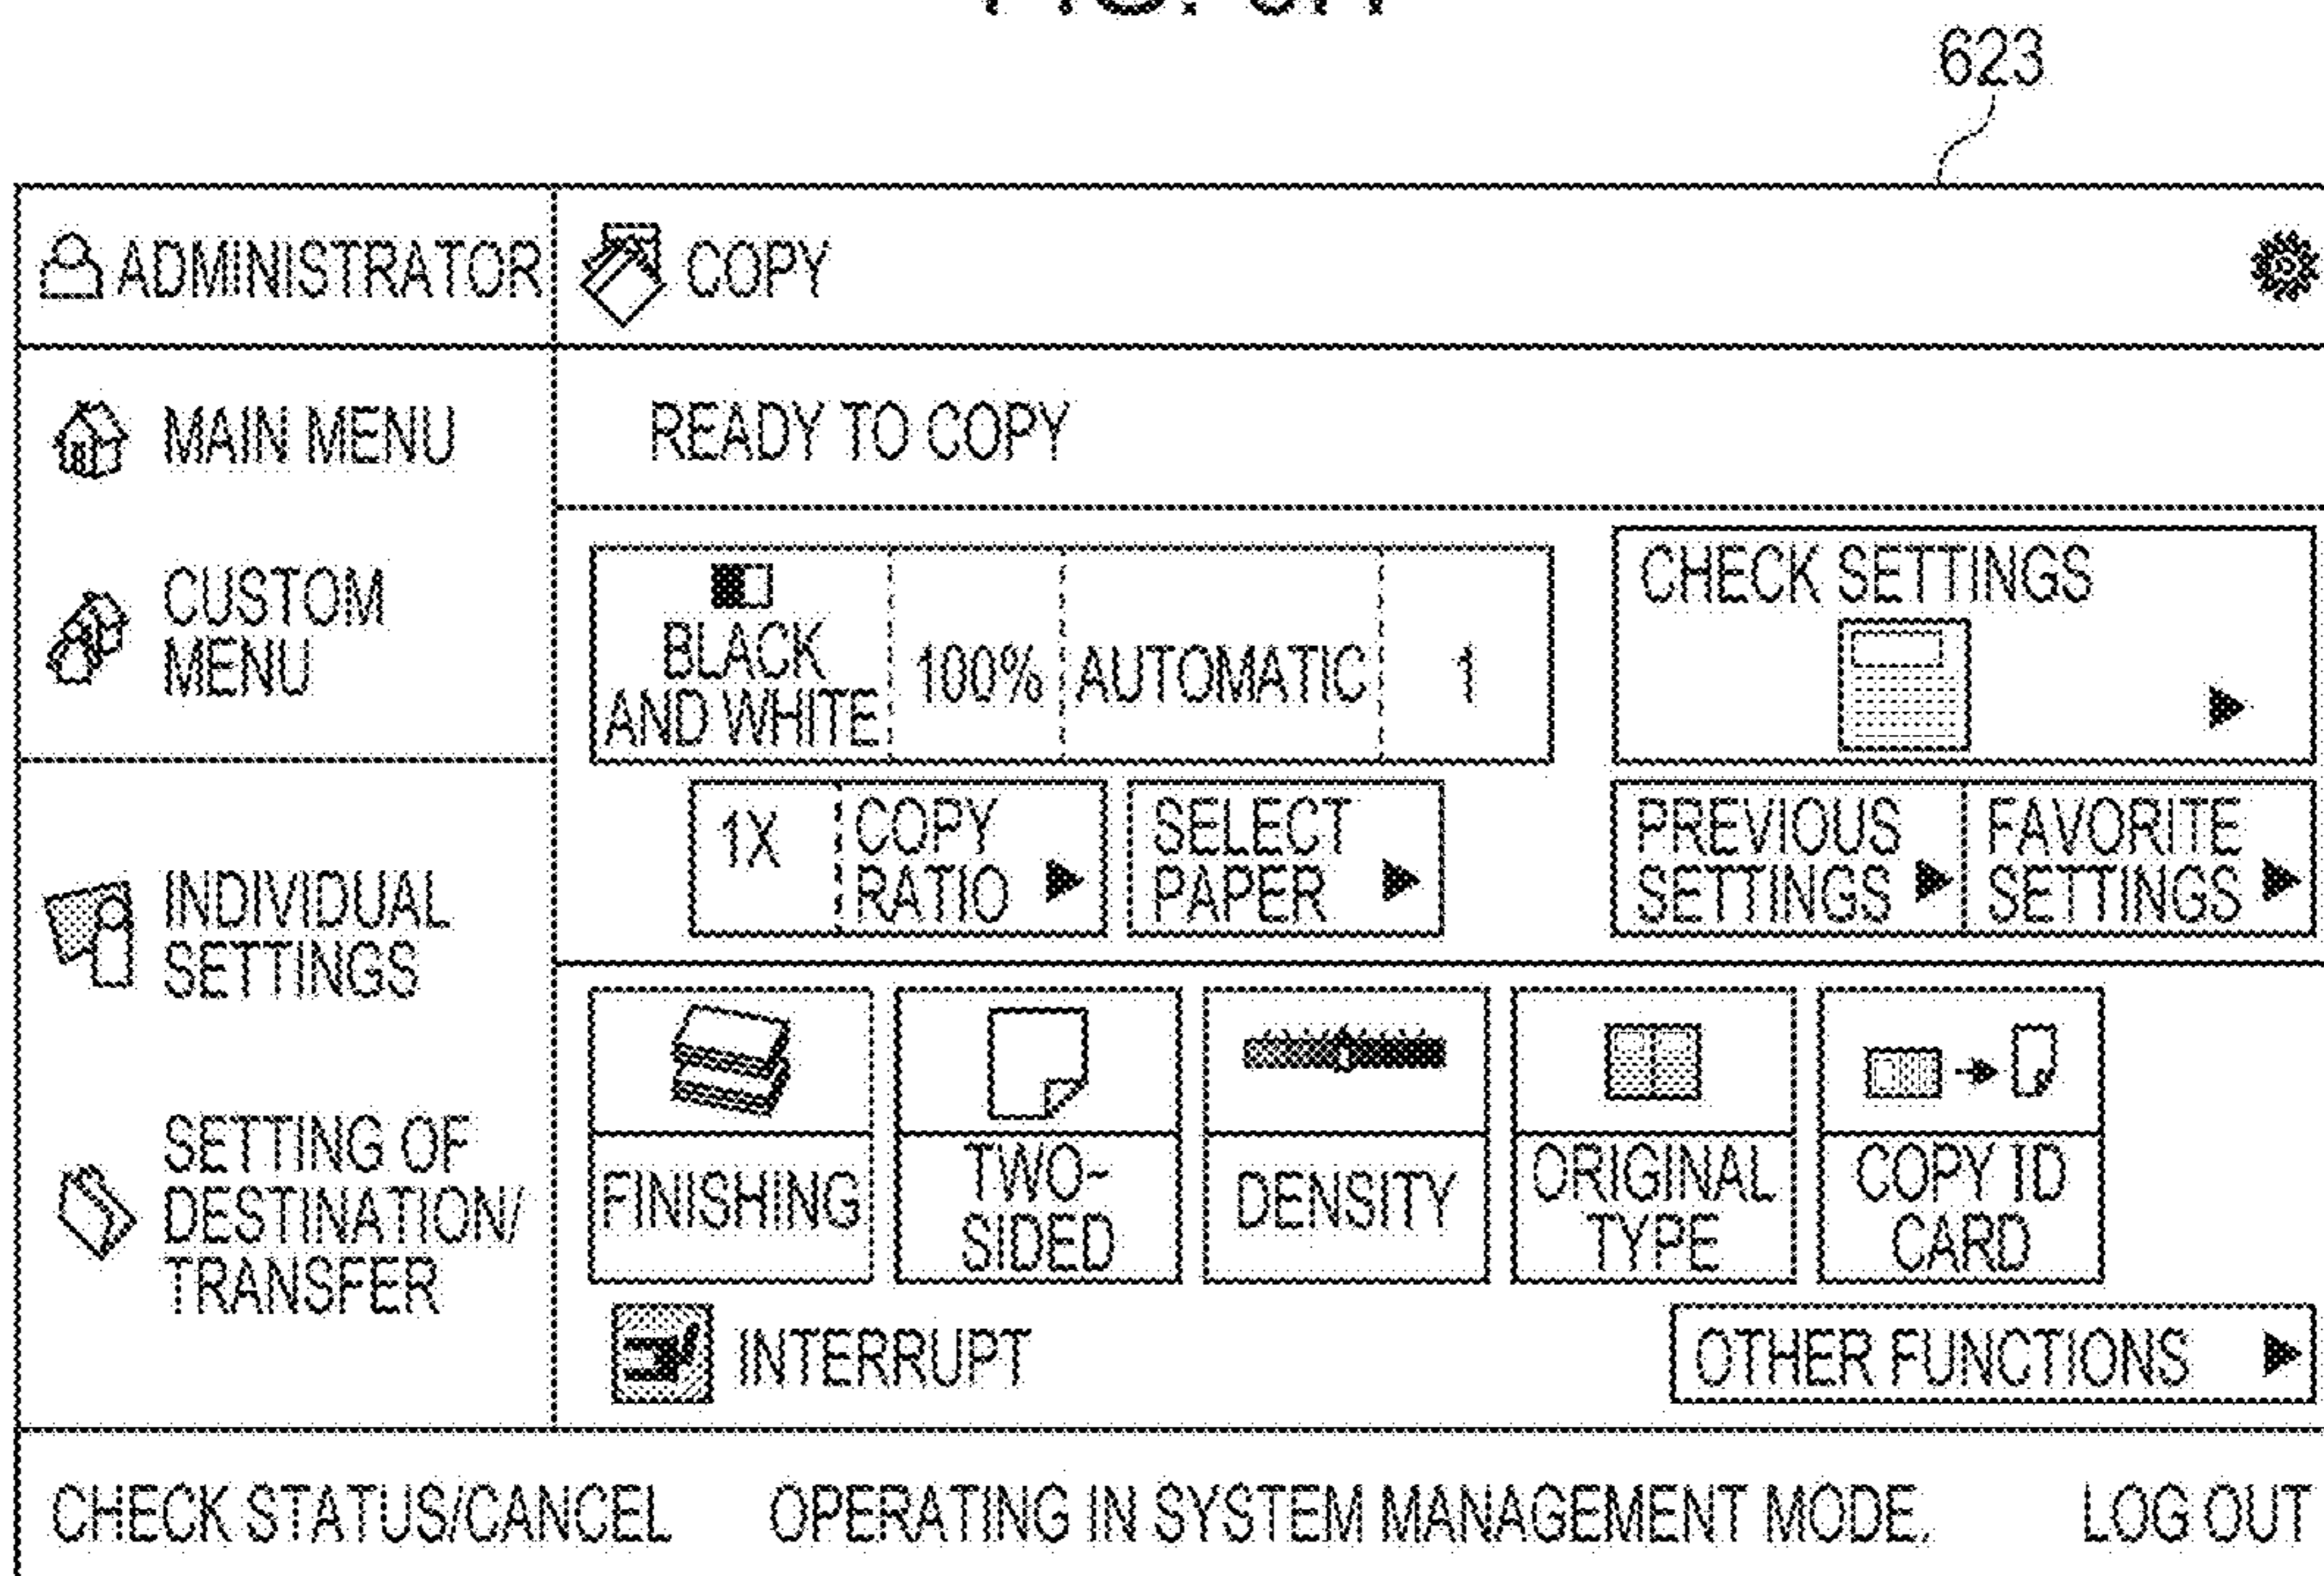 623
ADMINISTRATOR
COPY
MAIN MENU
CUSTOM
MENU
INDIVIDUAL
SETTINGS
SETTING OF
DESTINATION/
TRANSFER
READY TO COPY
BLACK
AND WHITE
100%
AUTOMATIC
1
CHECK SETTINGS
1X
COPY
RATIO
SELECT
PAPER
PREVIOUS
SETTINGS
FAVORITE
SETTINGS
FINISHING
TWO-
SIDED
DENSITY
ORIGINAL
TYPE
COPY ID
CARD
INTERRUPT
OTHER FUNCTIONS
CHECK STATUS/CANCEL
OPERATING IN SYSTEM MANAGEMENT MODE.
LOG OUT